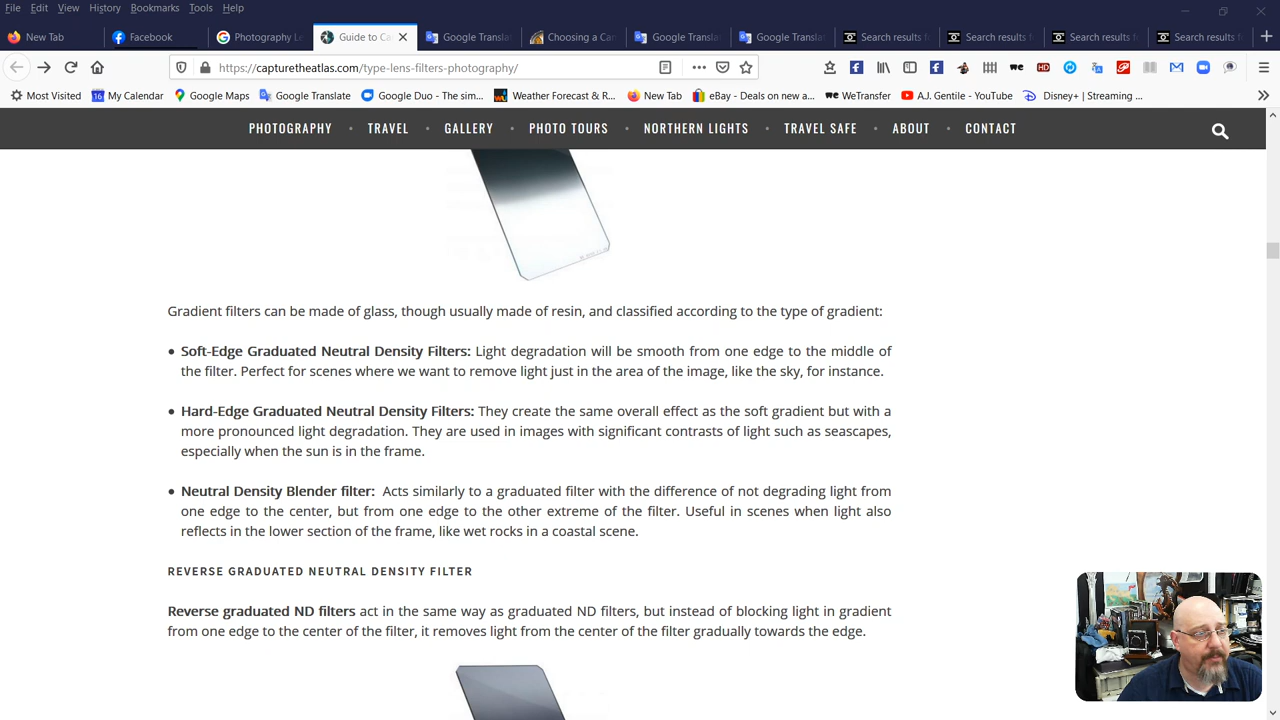 File Edit View History Bookmarks Tools Help
New Tab Facebook Photography Le Guide to Ca Google Transla Choosing a Car Google Transla Google Transla Search results f Search results f Search results f Search results f
https://capturetheatlas.com/type-lens-filters-photography/
Most Visited My Calendar Google Maps Google Translate Google Duo - The sim... Weather Forecast & R... New Tab eBay - Deals on new a... WeTransfer A.J. Gentile - YouTube Disney+ | Streaming ...
PHOTOGRAPHY • TRAVEL • GALLERY • PHOTO TOURS • NORTHERN LIGHTS • TRAVEL SAFE • ABOUT • CONTACT
Gradient filters can be made of glass, though usually made of resin, and classified according to the type of gradient:
• Soft-Edge Graduated Neutral Density Filters: Light degradation will be smooth from one edge to the middle of
the filter. Perfect for scenes where we want to remove light just in the area of the image, like the sky, for instance.
• Hard-Edge Graduated Neutral Density Filters: They create the same overall effect as the soft gradient but with a
more pronounced light degradation. They are used in images with significant contrasts of light such as seascapes,
especially when the sun is in the frame.
• Neutral Density Blender filter: Acts similarly to a graduated filter with the difference of not degrading light from
one edge to the center, but from one edge to the other extreme of the filter. Useful in scenes when light also
reflects in the lower section of the frame, like wet rocks in a coastal scene.
REVERSE GRADUATED NEUTRAL DENSITY FILTER
Reverse graduated ND filters act in the same way as graduated ND filters, but instead of blocking light in gradient
from one edge to the center of the filter, it removes light from the center of the filter gradually towards the edge.